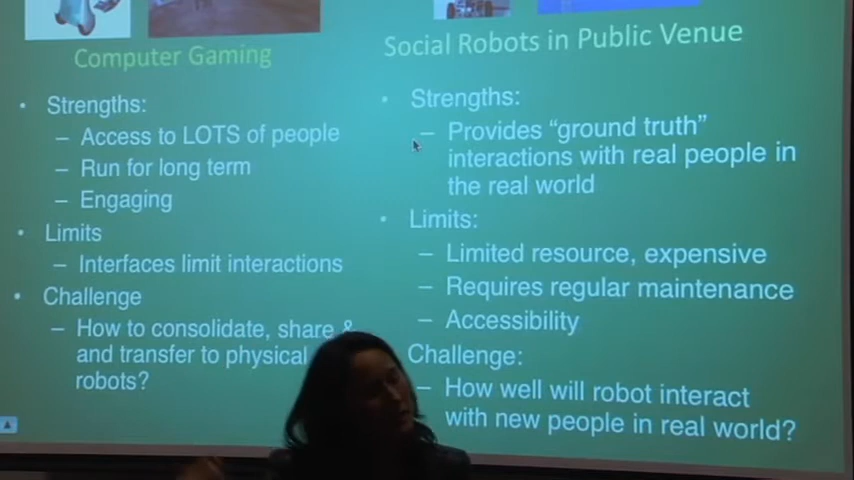 Computer Gaming
• Strengths:
– Access to LOTS of people
– Run for long term
– Engaging
• Limits
– Interfaces limit interactions
• Challenge
– How to consolidate, share &
and transfer to physical
robots?
Social Robots in Public Venue
• Strengths:
– Provides “ground truth”
interactions with real people in
the real world
• Limits:
– Limited resource, expensive
– Requires regular maintenance
– Accessibility
Challenge:
– How well will robot interact
with new people in real world?